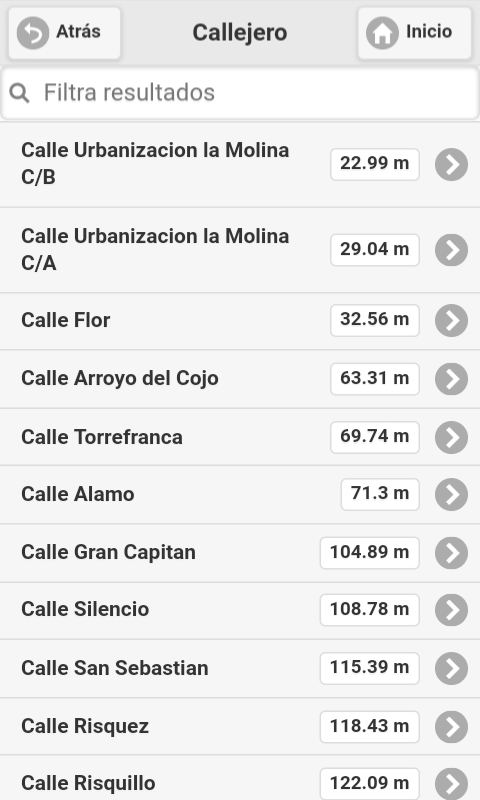 Atrás
Callejero
Inicio
Filtra resultados
Calle Urbanizacion la Molina
C/B
22.99 m
Calle Urbanizacion la Molina
C/A
29.04 m
Calle Flor
32.56 m
Calle Arroyo del Cojo
63.31 m
Calle Torrefranca
69.74 m
Calle Alamo
71.3 m
Calle Gran Capitan
104.89 m
Calle Silencio
108.78 m
Calle San Sebastian
115.39 m
Calle Risquez
118.43 m
Calle Risquillo
122.09 m